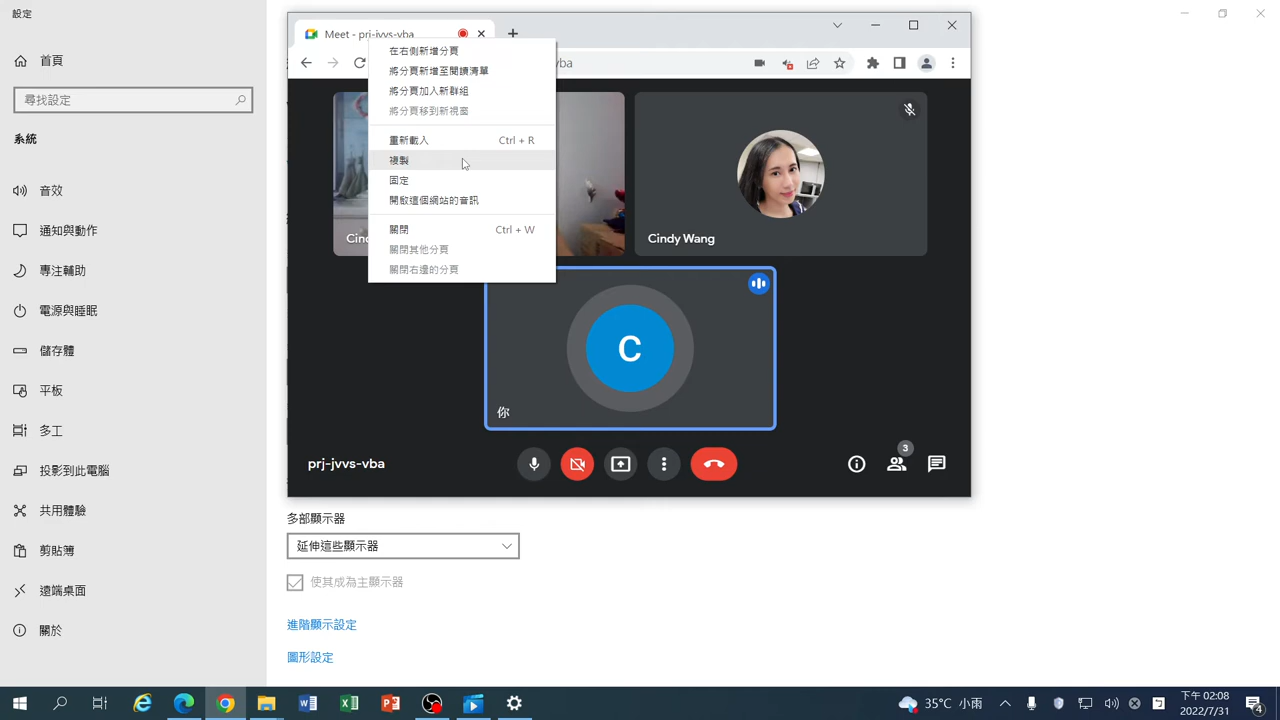 設定
首頁
尋找設定
系統
音效
通知與動作
專注輔助
電源與睡眠
儲存體
平板
多工
投影到此電腦
共用體驗
剪貼簿
遠端桌面
關於
Meet - prj-jvvs-vba
vba
在右側新增分頁
將分頁新增至閱讀清單
將分頁加入新群組
將分頁移到新視窗
重新載入 Ctrl + R
複製
固定
開啟這個網站的音訊
關閉 Ctrl + W
關閉其他分頁
關閉右邊的分頁
Cindy Wang
C
你
prj-jvvs-vba
3
多部顯示器
延伸這些顯示器
使其成為主顯示器
進階顯示設定
圖形設定
35°C 小雨
下午 02:08
2022/7/31
4